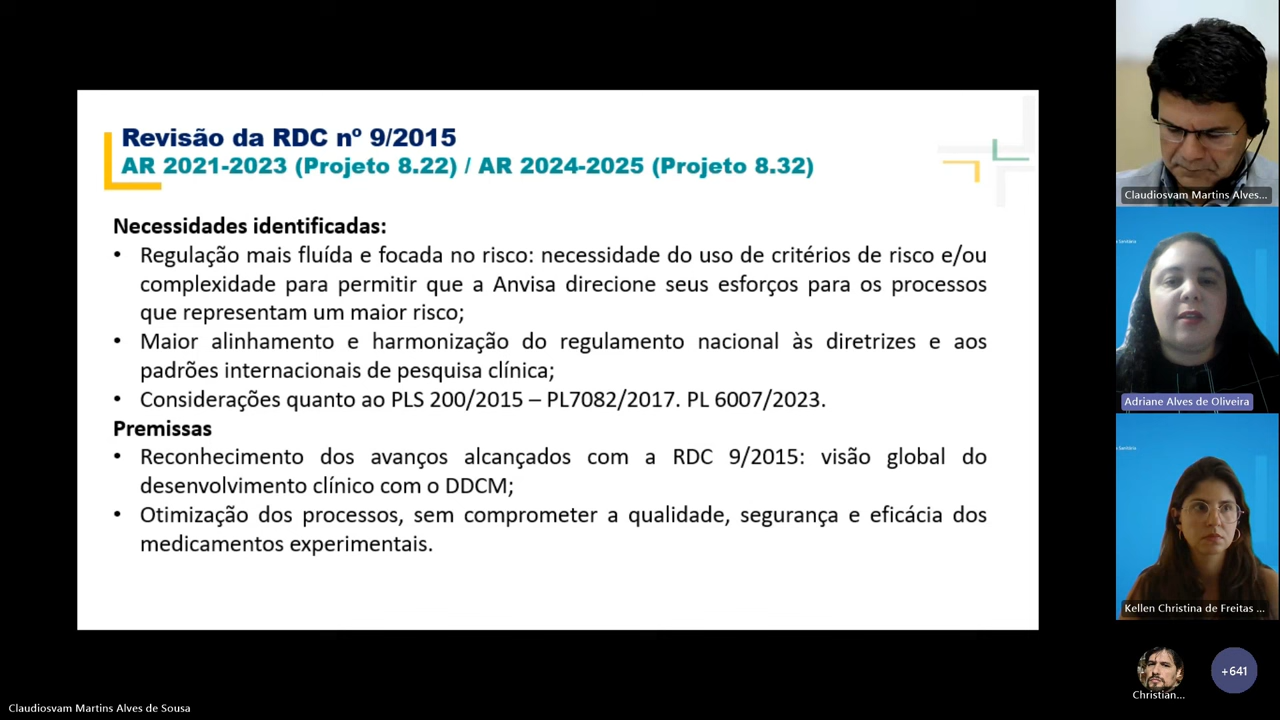 Revisão da RDC nº 9/2015
AR 2021-2023 (Projeto 8.22) / AR 2024-2025 (Projeto 8.32)
Necessidades identificadas:
• Regulação mais fluída e focada no risco: necessidade do uso de critérios de risco e/ou
complexidade para permitir que a Anvisa direcione seus esforços para os processos
que representam um maior risco;
• Maior alinhamento e harmonização do regulamento nacional às diretrizes e aos
padrões internacionais de pesquisa clínica;
• Considerações quanto ao PLS 200/2015 – PL7082/2017. PL 6007/2023.
Premissas
• Reconhecimento dos avanços alcançados com a RDC 9/2015: visão global do
desenvolvimento clínico com o DDCM;
• Otimização dos processos, sem comprometer a qualidade, segurança e eficácia dos
medicamentos experimentais.
Claudiosvam Martins Alves...
Adriane Alves de Oliveira
Kellen Christina de Freitas ...
Christian...
+641
Claudiosvam Martins Alves de Sousa